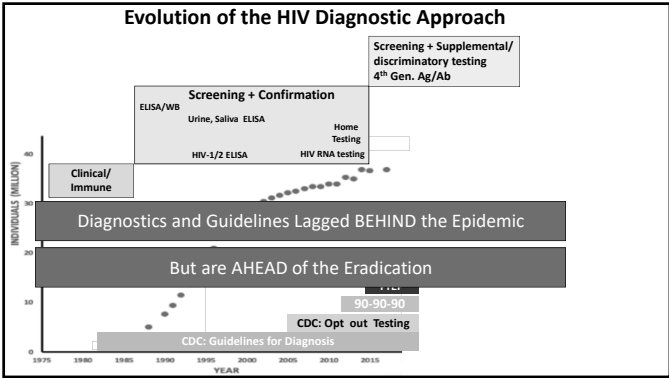 Evolution of the HIV Diagnostic Approach
Screening + Supplemental/
discriminatory testing
4th Gen. Ag/Ab
Screening + Confirmation
ELISA/WB
Urine, Saliva ELISA
Home
Testing
HIV-1/2 ELISA
HIV RNA testing
Clinical/
Immune
INDIVIDUALS (MILLION)
40
30
20
10
0
Diagnostics and Guidelines Lagged BEHIND the Epidemic
But are AHEAD of the Eradication
90-90-90
CDC: Opt out Testing
CDC: Guidelines for Diagnosis
1975 1980 1985 1990 1995 2000 2005 2010 2015
YEAR